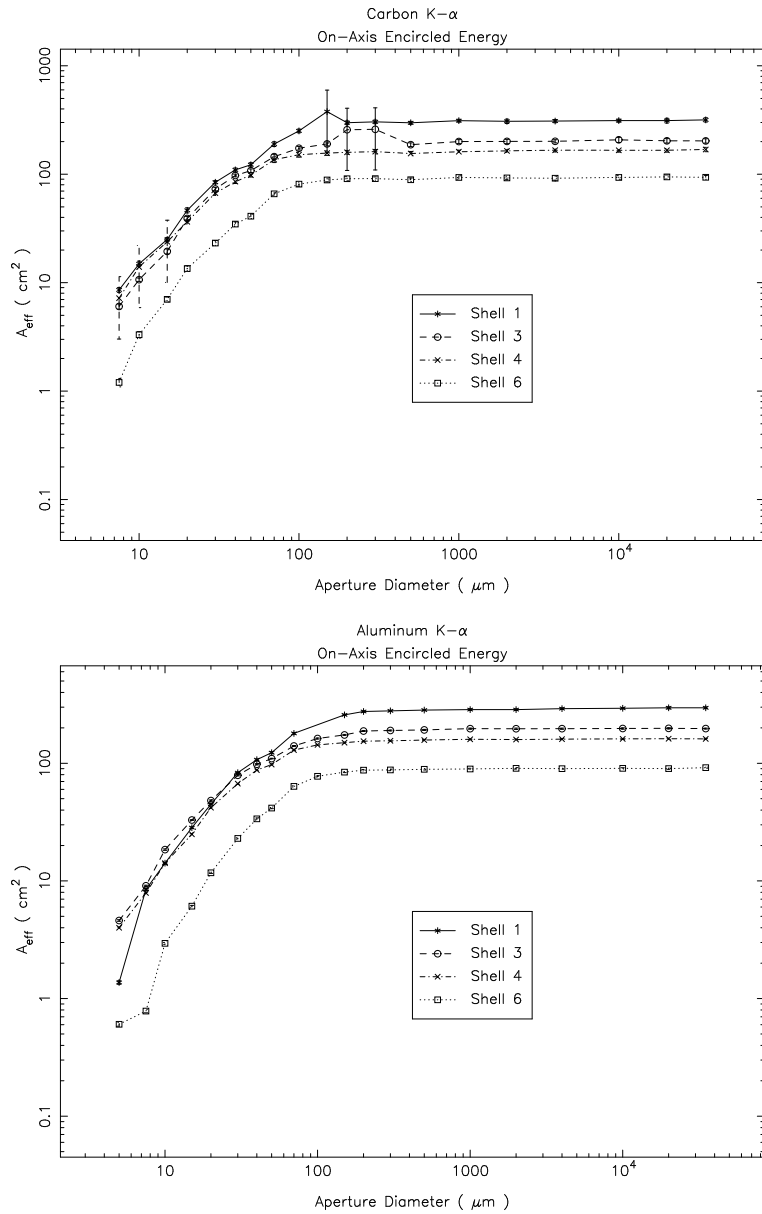 Carbon K−α
On−Axis Encircled Energy
1000
100
10
1
0.1
A_eff ( cm² )
Shell 1
Shell 3
Shell 4
Shell 6
10 100 1000 10⁴
Aperture Diameter ( μm )
Aluminum K−α
On−Axis Encircled Energy
100
10
1
0.1
A_eff ( cm² )
Shell 1
Shell 3
Shell 4
Shell 6
10 100 1000 10⁴
Aperture Diameter ( μm )